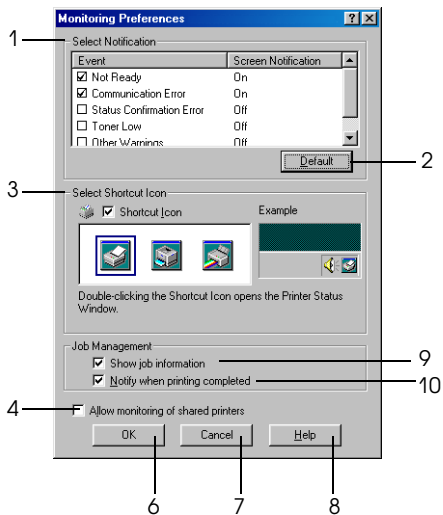 Monitoring Preferences
1
Select Notification
Event Screen Notification
Not Ready On
Communication Error On
Status Confirmation Error Off
Toner Low Off
Other Warnings Off
Default
2
3
Select Shortcut Icon
Shortcut Icon
Example
Double-clicking the Shortcut Icon opens the Printer Status
Window.
Job Management
Show job information
9
Notify when printing completed
10
4
Allow monitoring of shared printers
OK Cancel Help
6 7 8